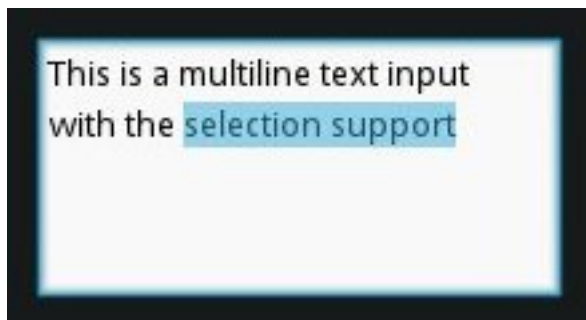 This is a multiline text input
with the selection support